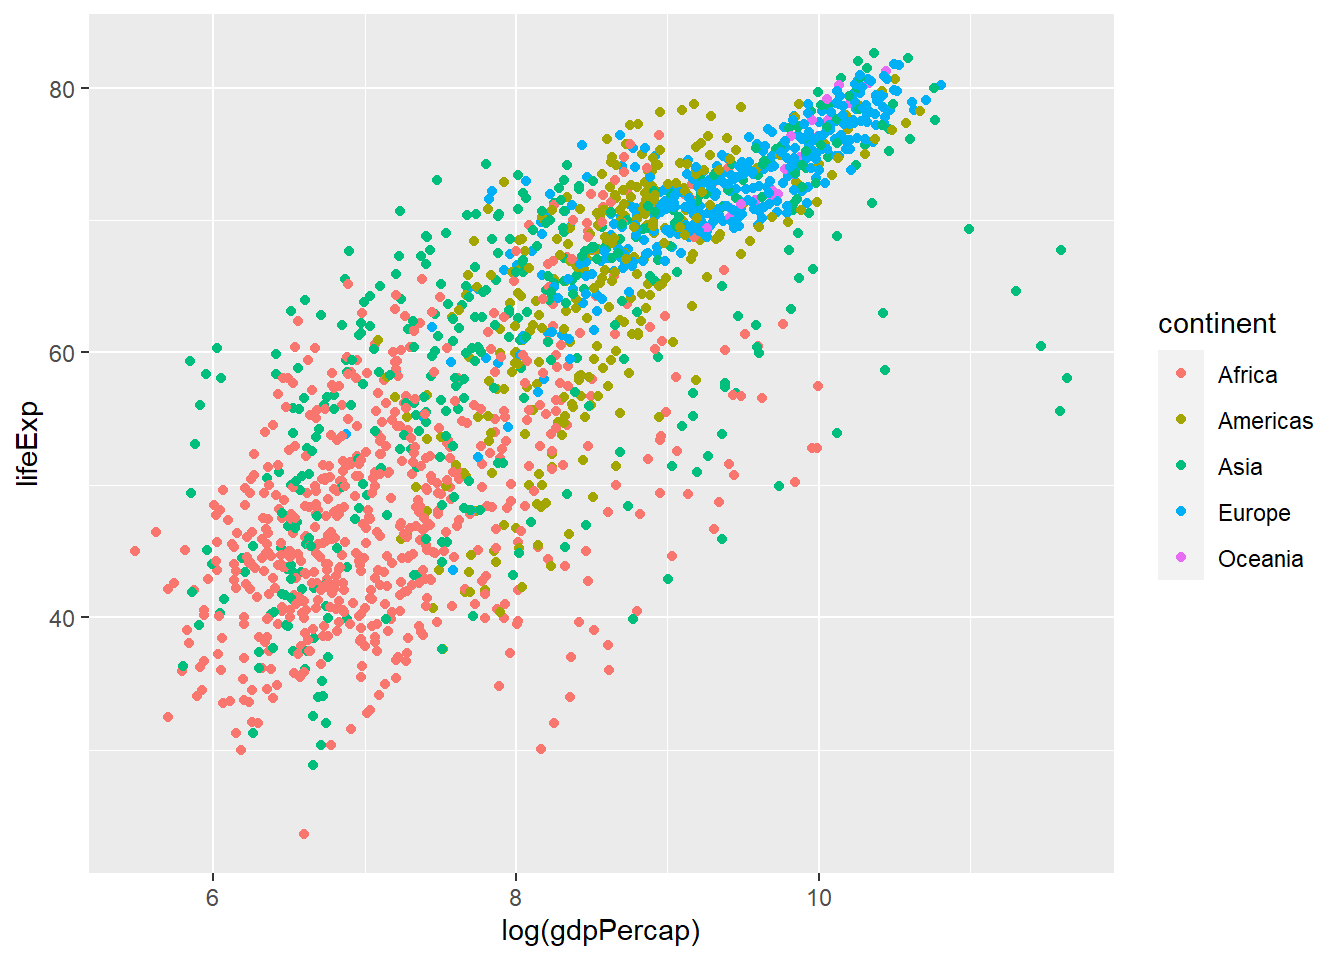 80
60
40
lifeExp
6
8
10
log(gdpPercap)
continent
Africa
Americas
Asia
Europe
Oceania